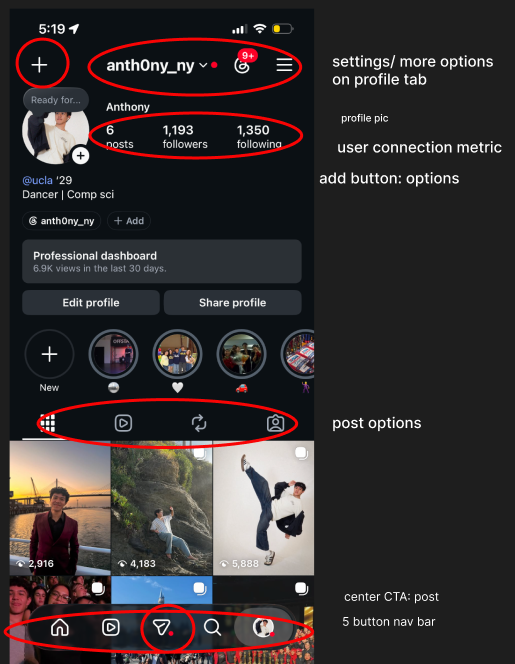 5:19
settings/ more options
on profile tab
anth0ny_ny
9+
Ready for...
Anthony
profile pic
6
1,193
1,350
posts
followers
following
user connection metric
@ucla ‘29
add button: options
Dancer | Comp sci
anth0ny_ny
+ Add
Professional dashboard
6.9K views in the last 30 days.
Edit profile
Share profile
New
post options
2,916
4,183
5,888
center CTA: post
5 button nav bar